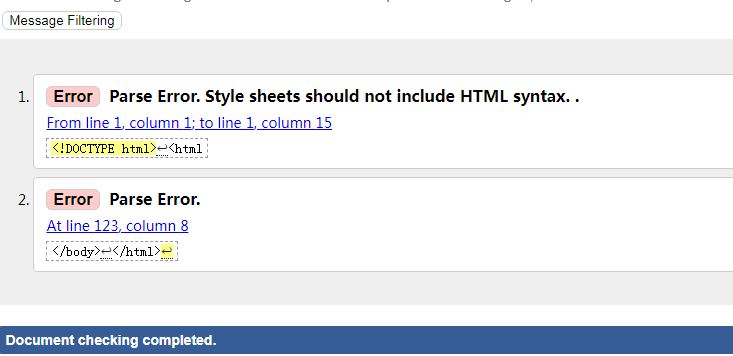 Message Filtering
1. Error Parse Error. Style sheets should not include HTML syntax. .
From line 1, column 1; to line 1, column 15
<!DOCTYPE html>↩<html
2. Error Parse Error.
At line 123, column 8
</body>↩</html>↩
Document checking completed.